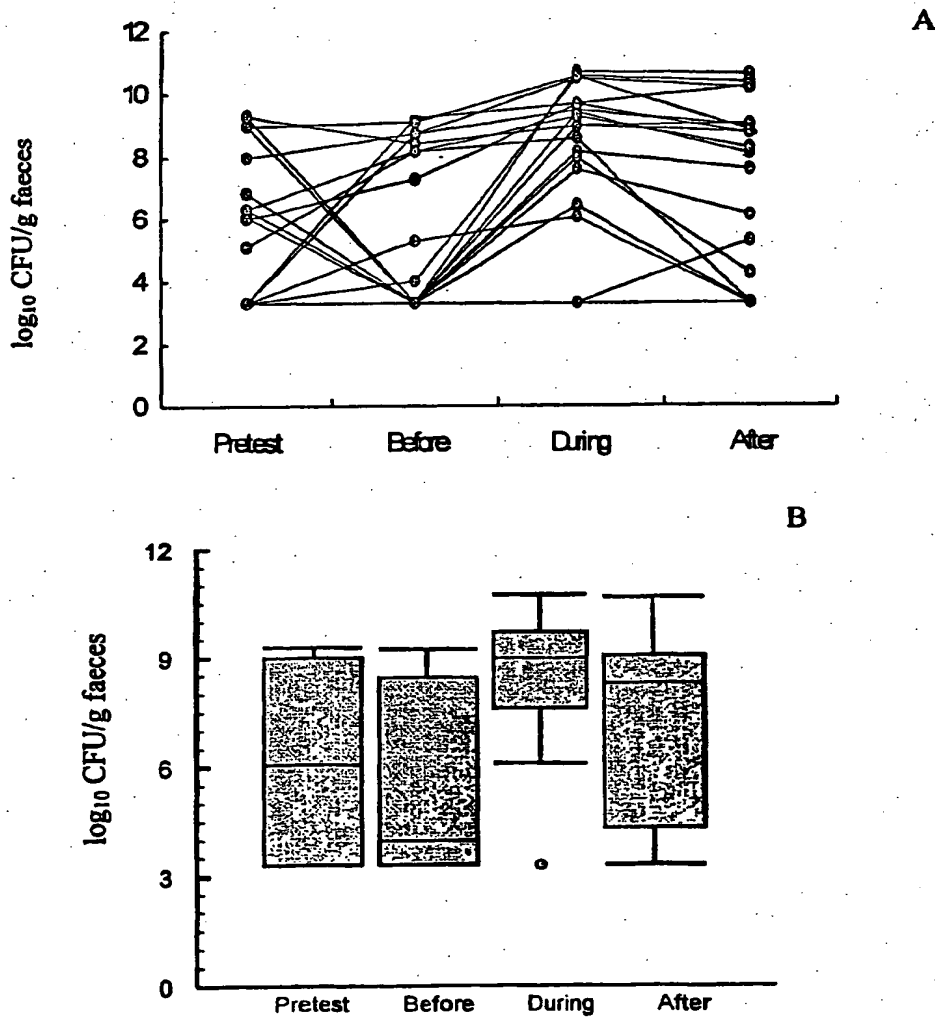 A
12
10
8
6
4
2
0
log₁₀ CFU/g faeces
Pretest Before During After
B
12
9
6
3
0
log₁₀ CFU/g faeces
Pretest Before During After